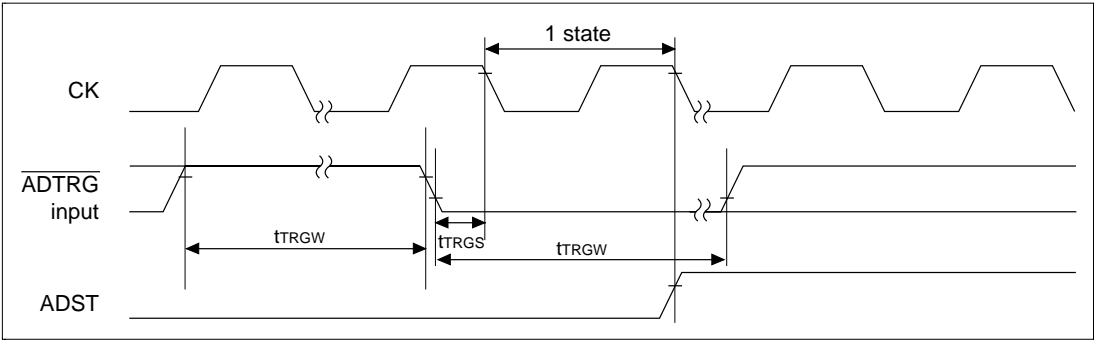 1 state
CK
ADTRG
input
tTRGW
tTRGS
tTRGW
ADST